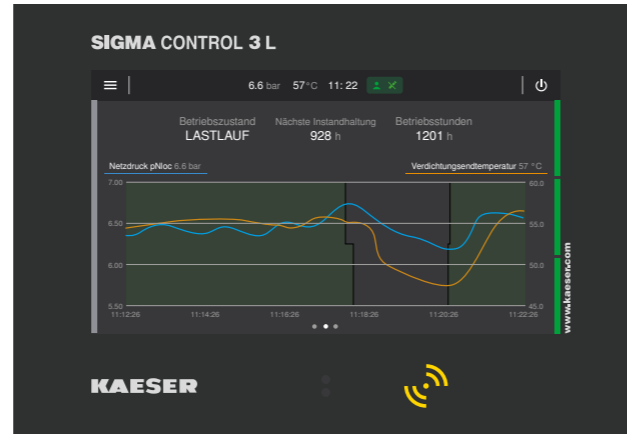 SIGMA CONTROL 3 L
6.6 bar 57°C 11:22
Betriebszustand Nächste Instandhaltung Betriebsstunden
LASTLAUF 928 h 1201 h
Netzdruck pNloc 6.6 bar Verdichtungsendtemperatur 57 °C
7.00 60.0
6.50 55.0
6.00 50.0
5.50 45.0
11:12:26 11:14:26 11:16:26 11:18:26 11:20:26 11:22:26
www.kaeser.com
KAESER